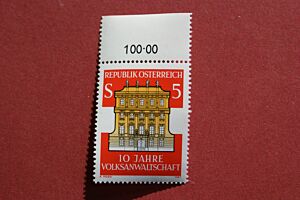 100·00
REPUBLIK ÖSTERREICH
S 5
10 JAHRE
VOLKSANWALTSCHAFT